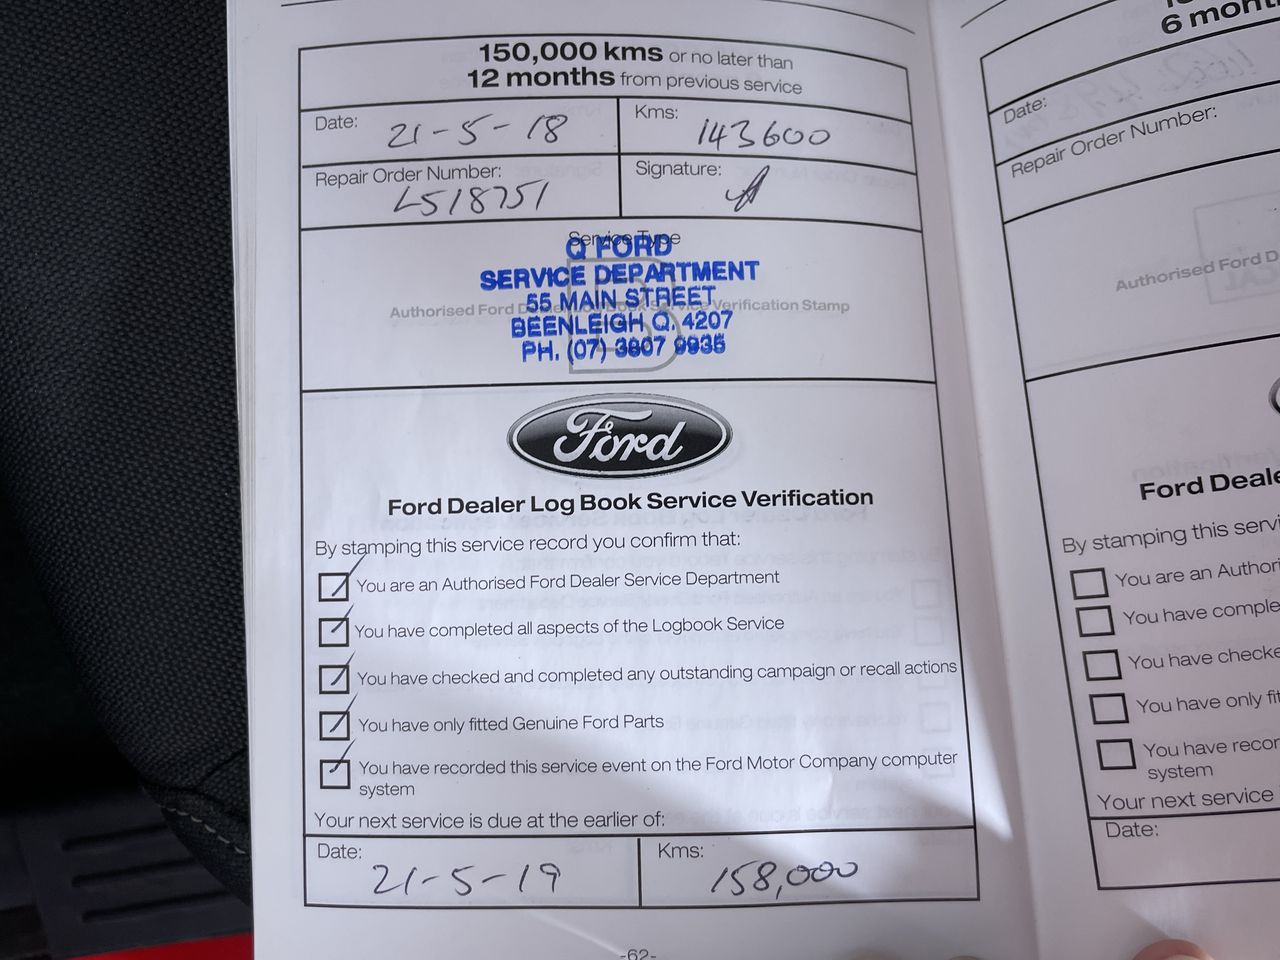 150,000 kms or no later than
12 months from previous service
Date: 21-5-18
Kms: 143600
Repair Order Number: L518751
Signature:
Service Type
Q FORD
SERVICE DEPARTMENT
55 MAIN STREET
Authorised Ford Dealer Log Book Service Verification Stamp
BEENLEIGH Q. 4207
B
PH. (07) 3807 9935
Ford
Ford Dealer Log Book Service Verification
By stamping this service record you confirm that:
You are an Authorised Ford Dealer Service Department
You have completed all aspects of the Logbook Service
You have checked and completed any outstanding campaign or recall actions
You have only fitted Genuine Ford Parts
You have recorded this service event on the Ford Motor Company computer
system
Your next service is due at the earlier of:
Date: 21-5-19
Kms: 158,000
-62-
6 mont
Date:
Repair Order Number:
Authorised Ford D
Ford Deale
By stamping this servi
You are an Authori
You have comple
You have checke
You have only fit
You have recor
system
Your next service
Date: